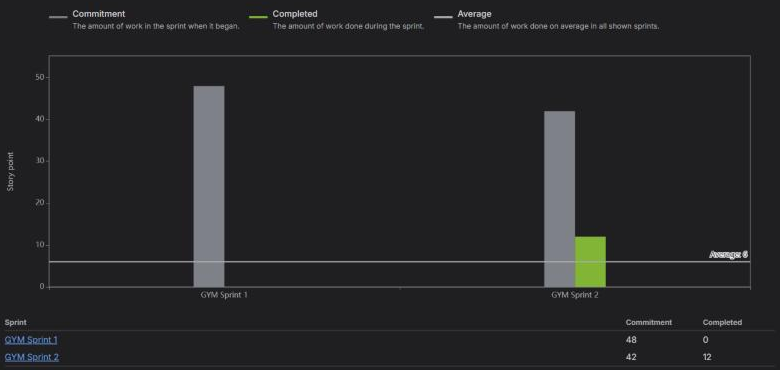 Commitment Completed Average
The amount of work in the sprint when it began. The amount of work done during the sprint. The amount of work done on average in all shown sprints.
50
40
30
20
10
0
Story point
Average: 6
GYM Sprint 1 GYM Sprint 2
Sprint Commitment Completed
GYM Sprint 1 48 0
GYM Sprint 2 42 12